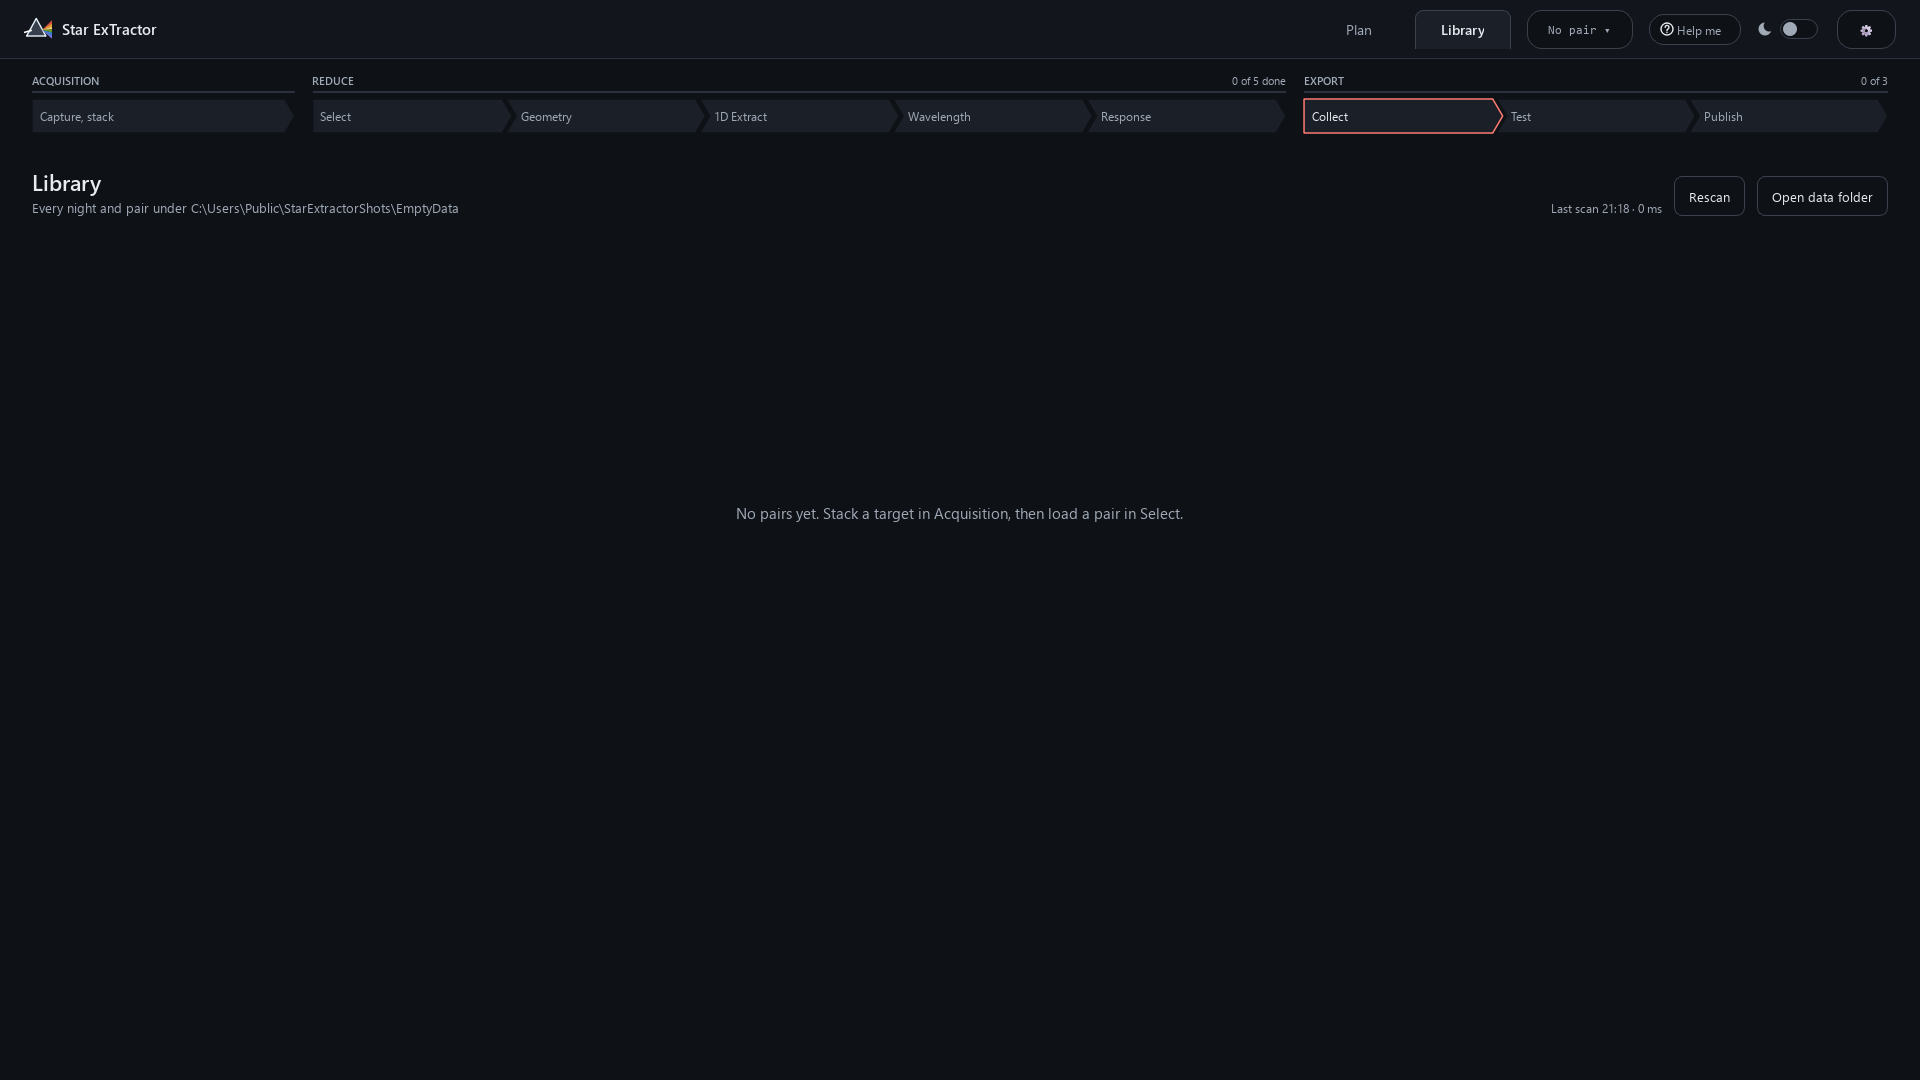 Star ExTractor
Plan
Library
No pair ▾
Help me
ACQUISITION
REDUCE
0 of 5 done
EXPORT
0 of 3
Capture, stack
Select
Geometry
1D Extract
Wavelength
Response
Collect
Test
Publish
Library
Every night and pair under C:\Users\Public\StarExtractorShots\EmptyData
Last scan 21:18 · 0 ms
Rescan
Open data folder
No pairs yet. Stack a target in Acquisition, then load a pair in Select.